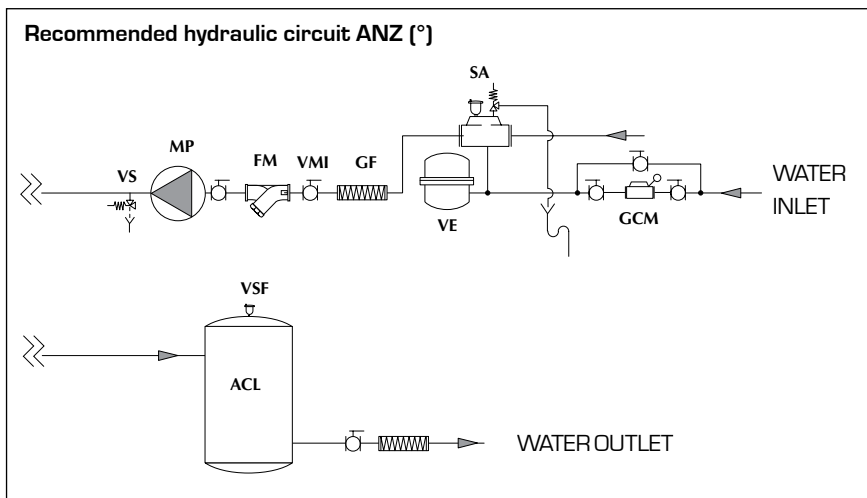 Recommended hydraulic circuit ANZ (°)
SA
MP
VS
FM
VMI
GF
WATER
INLET
GCM
VE
VSF
ACL
WATER OUTLET